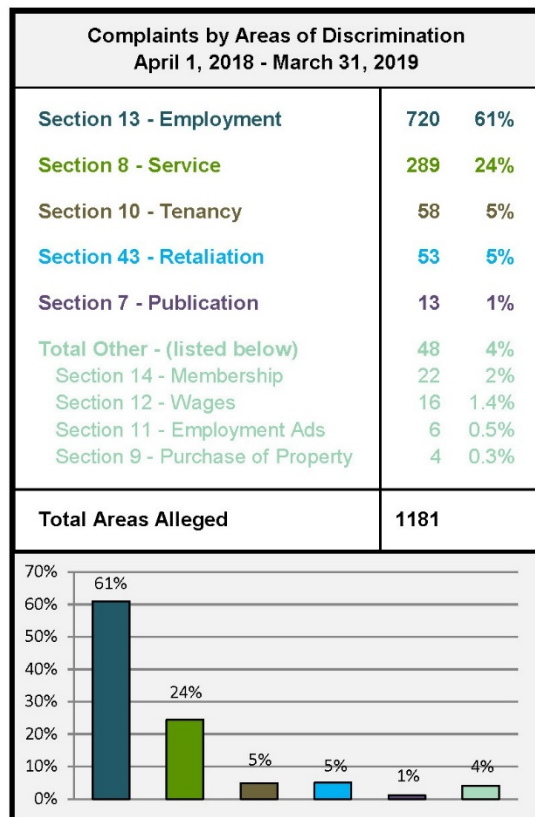 Complaints by Areas of Discrimination
April 1, 2018 - March 31, 2019
Section 13 - Employment 720 61%
Section 8 - Service 289 24%
Section 10 - Tenancy 58 5%
Section 43 - Retaliation 53 5%
Section 7 - Publication 13 1%
Total Other - (listed below) 48 4%
Section 14 - Membership 22 2%
Section 12 - Wages 16 1.4%
Section 11 - Employment Ads 6 0.5%
Section 9 - Purchase of Property 4 0.3%
Total Areas Alleged 1181
70%
60%
50%
40%
30%
20%
10%
0%
61%
24%
5%
5%
1%
4%